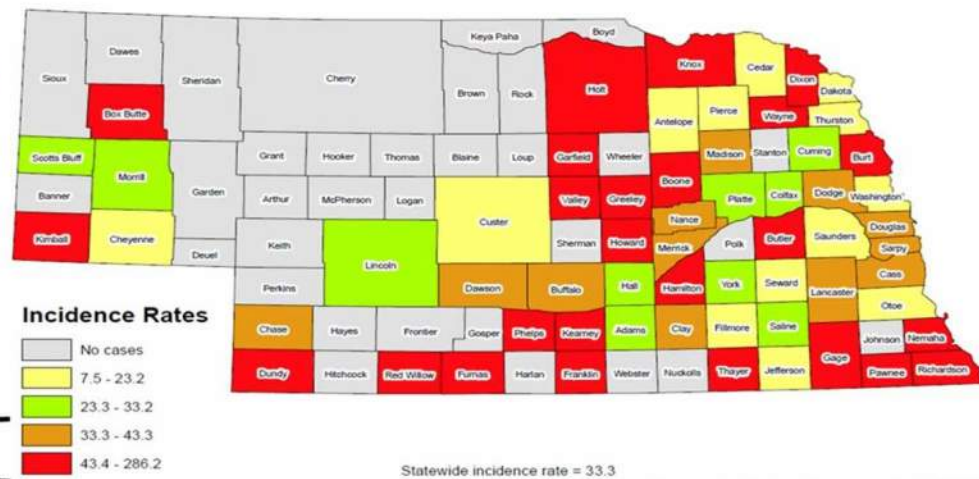 Keya Paha Boyd
Dawes
Sioux Sheridan Cherry Brown Rock Holt Knox Cedar Dixon Dakota
Box Butte Antelope Pierce Wayne Thurston
Scotts Bluff Morrill Grant Hooker Thomas Blaine Loup Garfield Wheeler Madison Stanton Cuming Burt
Banner Garden Arthur McPherson Logan Custer Valley Greeley Boone Platte Colfax Dodge Washington
Kimball Cheyenne Deuel Keith Lincoln Sherman Howard Nance Merrick Polk Butler Saunders Douglas Sarpy
Perkins Dawson Buffalo Hall Hamilton York Seward Lancaster Cass Otoe
Chase Hayes Frontier Gosper Phelps Kearney Adams Clay Fillmore Saline Gage Johnson Nemaha
Dundy Hitchcock Red Willow Furnas Harlan Franklin Webster Nuckolls Thayer Jefferson Pawnee Richardson
Incidence Rates
No cases
7.5 - 23.2
23.3 - 33.2
33.3 - 43.3
43.4 - 286.2
Statewide incidence rate = 33.3